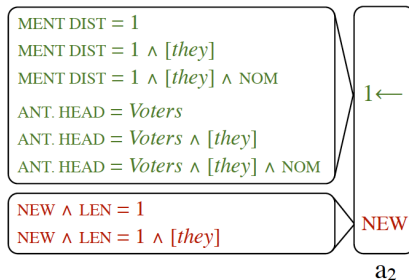 MENT DIST = 1
MENT DIST = 1 ∧ [they]
MENT DIST = 1 ∧ [they] ∧ NOM
ANT. HEAD = Voters
ANT. HEAD = Voters ∧ [they]
ANT. HEAD = Voters ∧ [they] ∧ NOM
1←
NEW ∧ LEN = 1
NEW ∧ LEN = 1 ∧ [they]
NEW
a₂